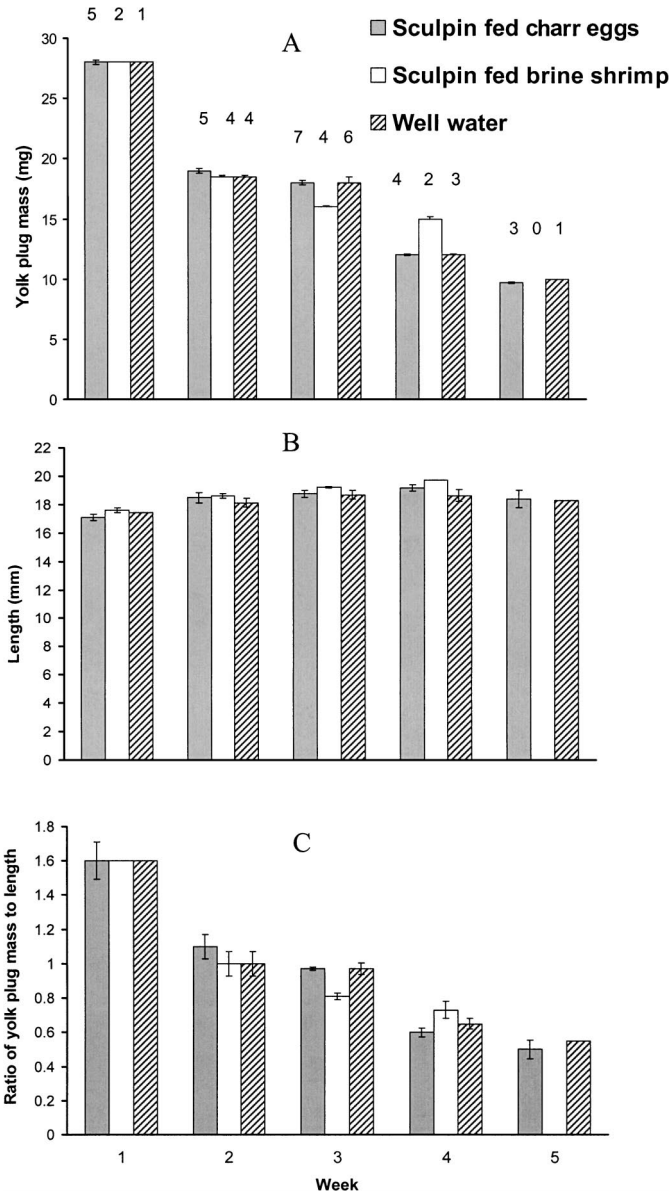 5 2 1
A
Sculpin fed charr eggs
Sculpin fed brine shrimp
Well water
5 4 4
7 4 6
4 2 3
3 0 1
Yolk plug mass (mg)
30
25
20
15
10
5
0
B
Length (mm)
22
20
18
16
14
12
10
8
6
4
2
0
C
Ratio of yolk plug mass to length
1.8
1.6
1.4
1.2
1
0.8
0.6
0.4
0.2
0
1 2 3 4 5
Week